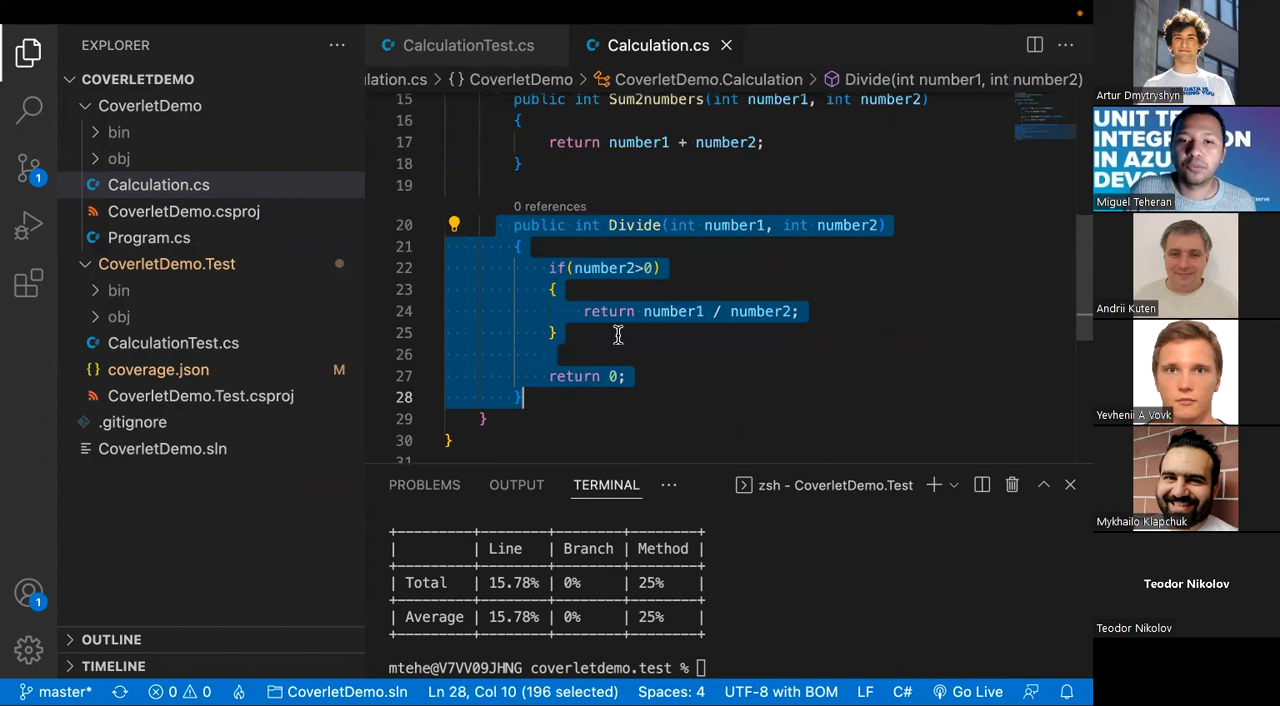 EXPLORER
COVERLETDEMO
CoverletDemo
bin
obj
Calculation.cs
CoverletDemo.csproj
Program.cs
CoverletDemo.Test
bin
obj
CalculationTest.cs
{} coverage.json M
CoverletDemo.Test.csproj
.gitignore
CoverletDemo.sln
OUTLINE
TIMELINE
1
1
CalculationTest.cs
Calculation.cs
lation.cs > {} CoverletDemo > CoverletDemo.Calculation > Divide(int number1, int number2)
15 public int Sum2numbers(int number1, int number2)
16 {
17 return number1 + number2;
18 }
19
0 references
20 public int Divide(int number1, int number2)
21 {
22 if(number2>0)
23 {
24 return number1 / number2;
25 }
26
27 return 0;
28 }
29 }
30 }
31
PROBLEMS OUTPUT TERMINAL ... zsh - CoverletDemo.Test
+--------+--------+--------+--------+
| | Line | Branch | Method |
+--------+--------+--------+--------+
| Total | 15.78% | 0% | 25% |
+--------+--------+--------+--------+
| Average | 15.78% | 0% | 25% |
+--------+--------+--------+--------+
mtehe@V7VV09JHNG coverletdemo.test %
master* 0 0 CoverletDemo.sln Ln 28, Col 10 (196 selected) Spaces: 4 UTF-8 with BOM LF C# Go Live
Artur Dmytryshyn
Miguel Teheran
Andrii Kuten
Yevhenii A Vovk
Mykhailo Klapchuk
Teodor Nikolov
Teodor Nikolov